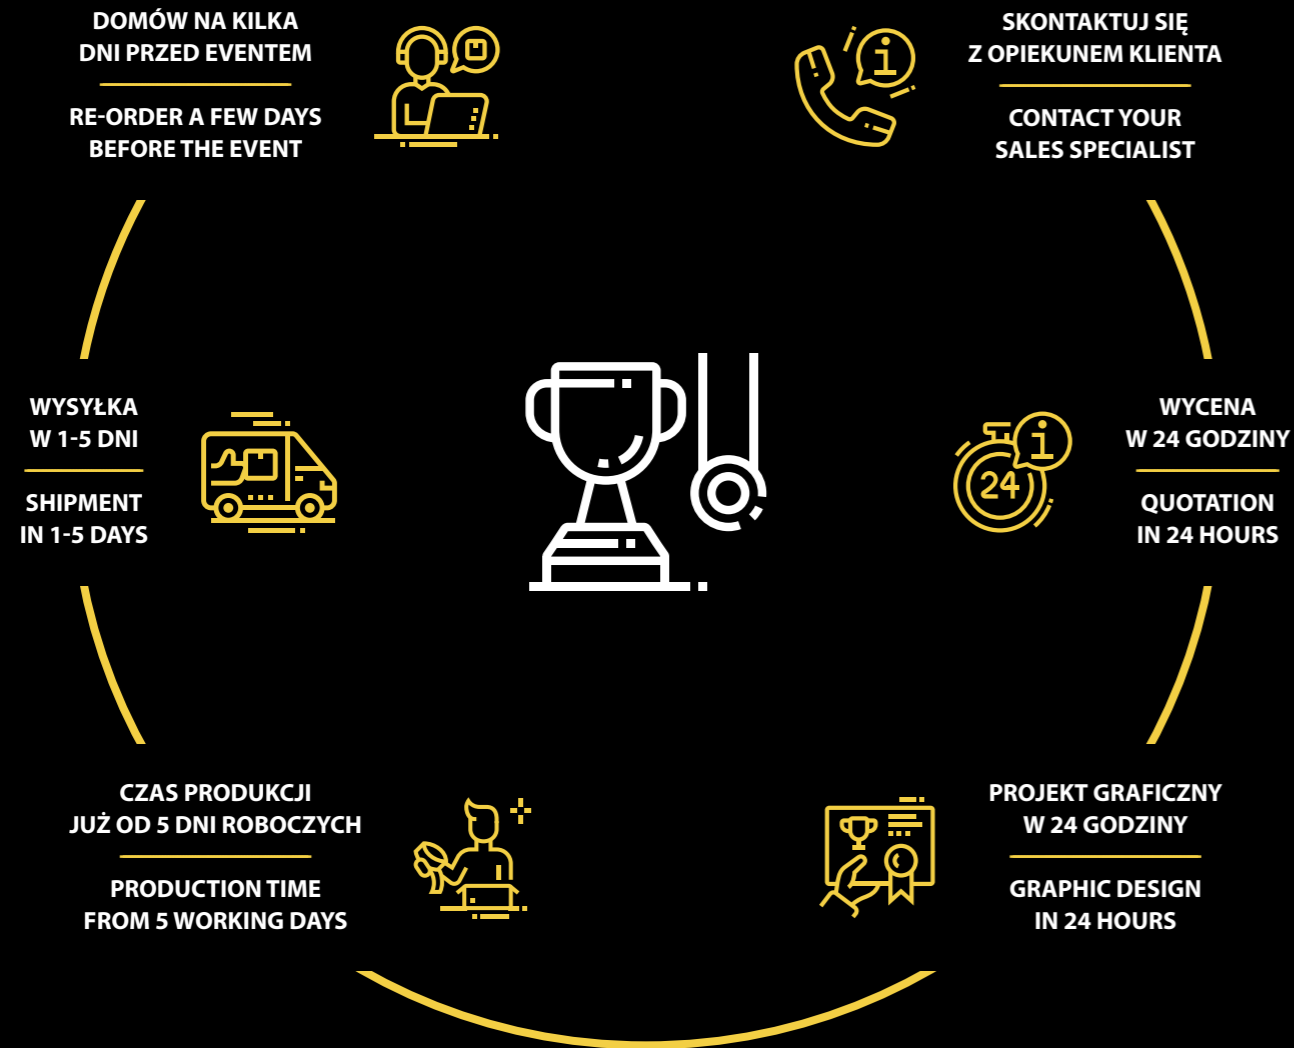 DOMÓW NA KILKA
DNI PRZED EVENTEM
RE-ORDER A FEW DAYS
BEFORE THE EVENT
SKONTAKTUJ SIĘ
Z OPIEKUNEM KLIENTA
CONTACT YOUR
SALES SPECIALIST
WYSYŁKA
W 1-5 DNI
SHIPMENT
IN 1-5 DAYS
24
i
WYCENA
W 24 GODZINY
QUOTATION
IN 24 HOURS
CZAS PRODUKCJI
JUŻ OD 5 DNI ROBOCZYCH
PRODUCTION TIME
FROM 5 WORKING DAYS
PROJEKT GRAFICZNY
W 24 GODZINY
GRAPHIC DESIGN
IN 24 HOURS